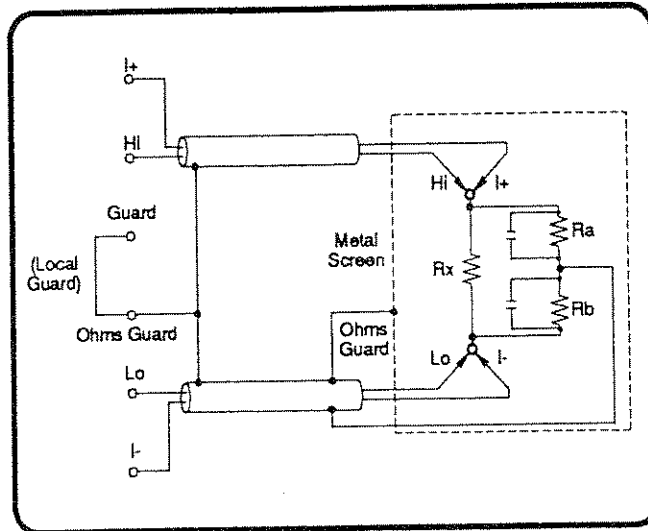 I+
Hi
Guard
(Local
Guard)
Ohms Guard
Lo
I-
Metal
Screen
Ohms
Guard
Hi
I+
Rx
Ra
Rb
Lo
I-